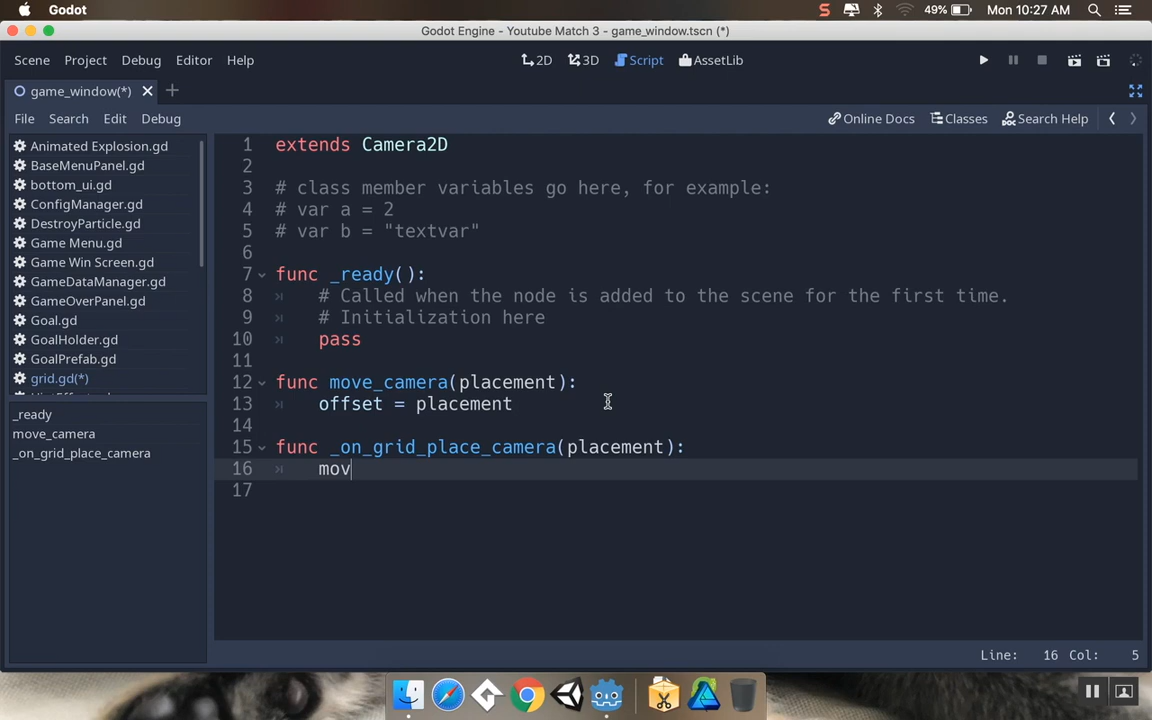 Godot
49%
Mon 10:27 AM
Godot Engine - Youtube Match 3 - game_window.tscn (*)
Scene Project Debug Editor Help
2D 3D Script AssetLib
game_window(*)
File Search Edit Debug
Online Docs Classes Search Help
Animated Explosion.gd
BaseMenuPanel.gd
bottom_ui.gd
ConfigManager.gd
DestroyParticle.gd
Game Menu.gd
Game Win Screen.gd
GameDataManager.gd
GameOverPanel.gd
Goal.gd
GoalHolder.gd
GoalPrefab.gd
grid.gd(*)
_ready
move_camera
_on_grid_place_camera
1 extends Camera2D
2
3 # class member variables go here, for example:
4 # var a = 2
5 # var b = "textvar"
6
7 func _ready():
8 # Called when the node is added to the scene for the first time.
9 # Initialization here
10 pass
11
12 func move_camera(placement):
13 offset = placement
14
15 func _on_grid_place_camera(placement):
16 mov
17
Line: 16 Col: 5